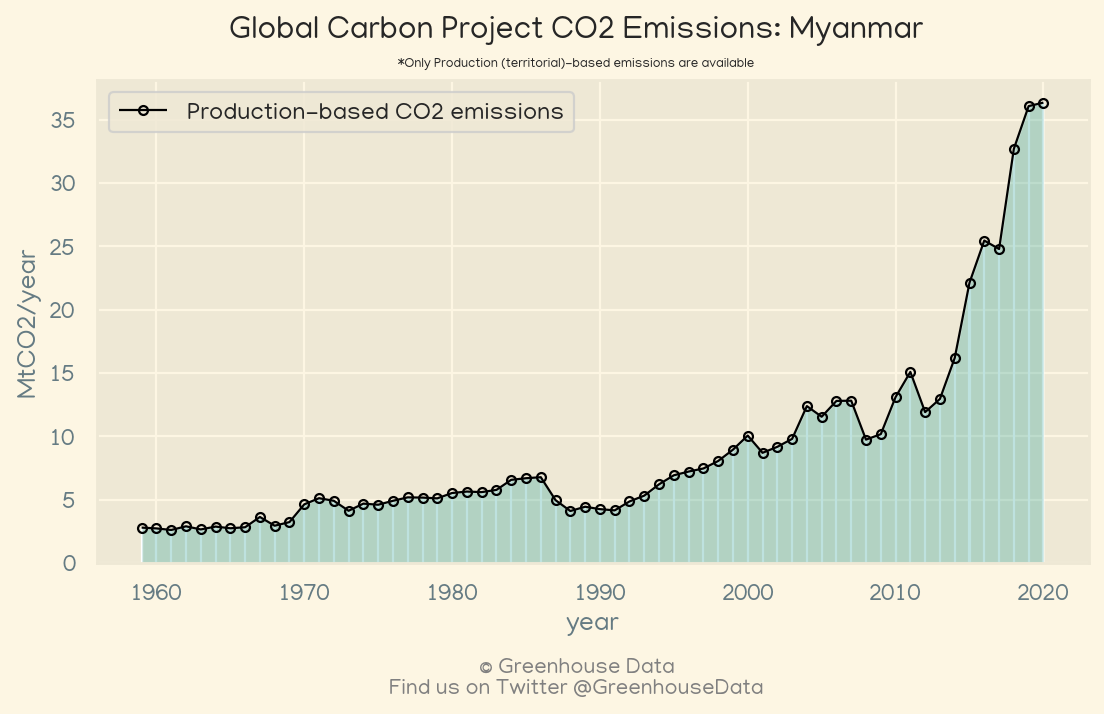 Global Carbon Project CO2 Emissions: Myanmar
*Only Production (territorial)-based emissions are available
Production-based CO2 emissions
35
30
25
20
15
10
5
0
MtCO2/year
1960 1970 1980 1990 2000 2010 2020
year
© Greenhouse Data
Find us on Twitter @GreenhouseData